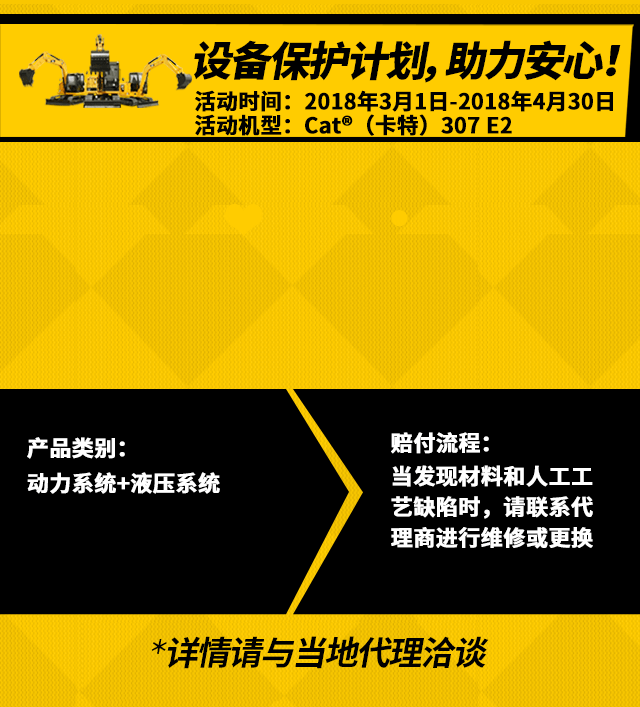 设备保护计划，助力安心！
活动时间：2018年3月1日-2018年4月30日
活动机型：Cat®（卡特）307 E2
产品类别：
动力系统+液压系统
赔付流程：
当发现材料和人工工
艺缺陷时，请联系代
理商进行维修或更换
*详情请与当地代理洽谈